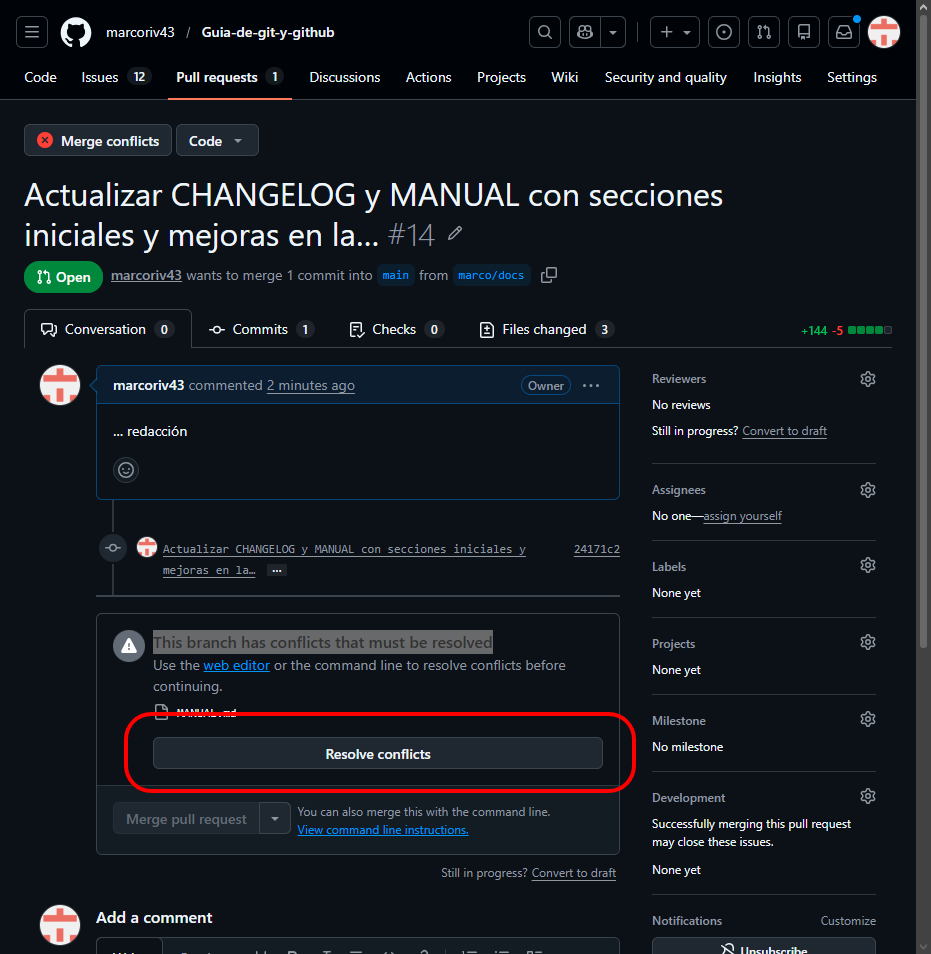 marcoriv43 / Guia-de-git-y-github
Code Issues 12 Pull requests 1 Discussions Actions Projects Wiki Security and quality Insights Settings
Merge conflicts Code
Actualizar CHANGELOG y MANUAL con secciones
iniciales y mejoras en la... #14
Open marcoriv43 wants to merge 1 commit into main from marco/docs
Conversation 0 Commits 1 Checks 0 Files changed 3 +144 -5
marcoriv43 commented 2 minutes ago Owner
... redacción
Actualizar CHANGELOG y MANUAL con secciones iniciales y 24171c2
mejoras en la…
This branch has conflicts that must be resolved
Use the web editor or the command line to resolve conflicts before
continuing.
MANUAL.md
Resolve conflicts
Merge pull request You can also merge this with the command line.
View command line instructions.
Still in progress? Convert to draft
Add a comment
Reviewers
No reviews
Still in progress? Convert to draft
Assignees
No one—assign yourself
Labels
None yet
Projects
None yet
Milestone
No milestone
Development
Successfully merging this pull request
may close these issues.
None yet
Notifications Customize
Unsubscribe